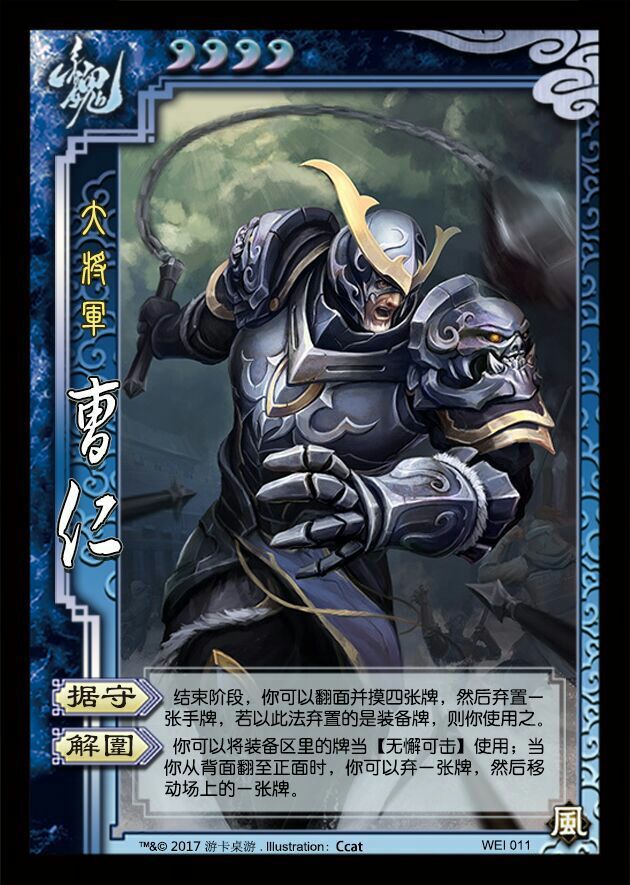 魏
大將軍
曹仁
据守
结束阶段，你可以翻面并摸四张牌，然后弃置一
张手牌，若以此法弃置的是装备牌，则你使用之。
解圍
你可以将装备区里的牌当【无懈可击】使用；当
你从背面翻至正面时，你可以弃一张牌，然后移
动场上的一张牌。
風
™&© 2017 游卡桌游 . Illustration: Ccat
WEI 011